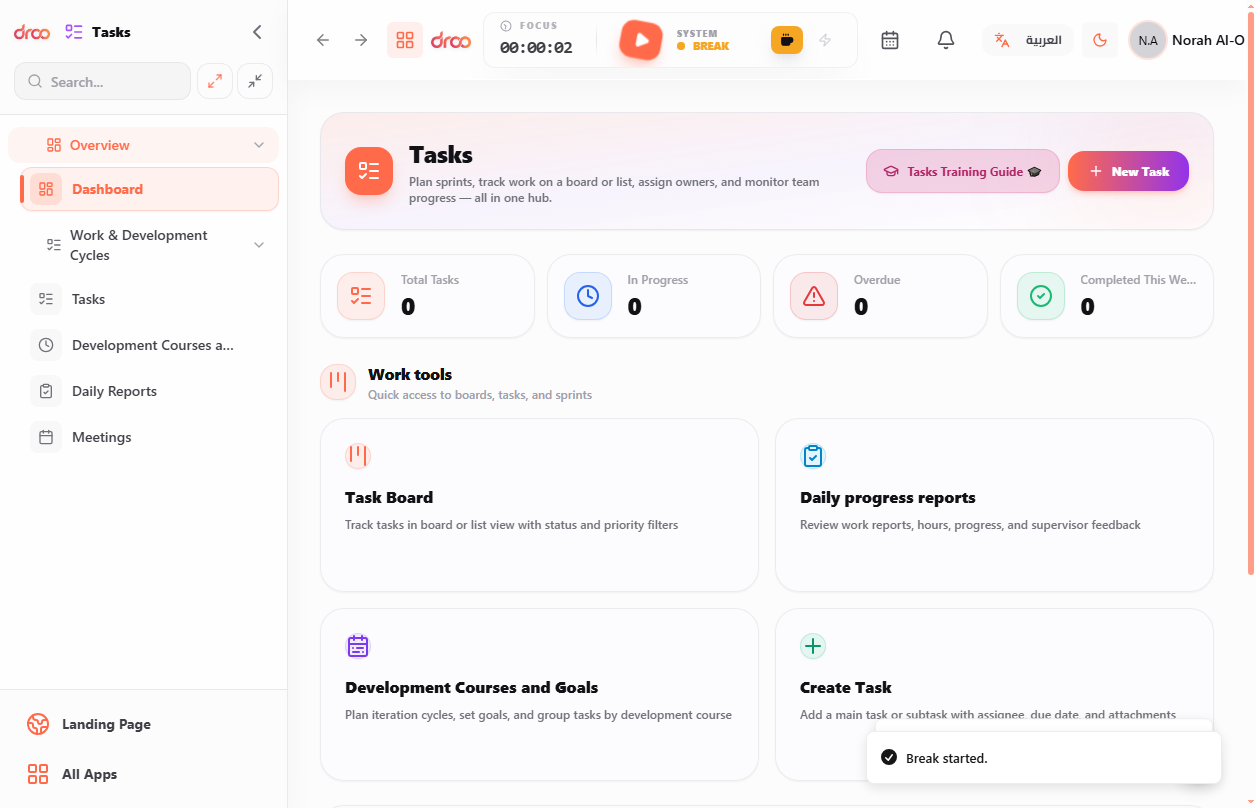 droo
Tasks
Search...
Overview
Dashboard
Work & Development
Cycles
Tasks
Development Courses a...
Daily Reports
Meetings
Landing Page
All Apps
droo
FOCUS
00:00:02
SYSTEM
BREAK
العربية
N.A
Norah Al-O
Tasks
Plan sprints, track work on a board or list, assign owners, and monitor team
progress — all in one hub.
Tasks Training Guide 🎓
New Task
Total Tasks
0
In Progress
0
Overdue
0
Completed This We...
0
Work tools
Quick access to boards, tasks, and sprints
Task Board
Track tasks in board or list view with status and priority filters
Daily progress reports
Review work reports, hours, progress, and supervisor feedback
Development Courses and Goals
Plan iteration cycles, set goals, and group tasks by development course
Create Task
Add a main task or subtask with assignee, due date, and attachments
Break started.